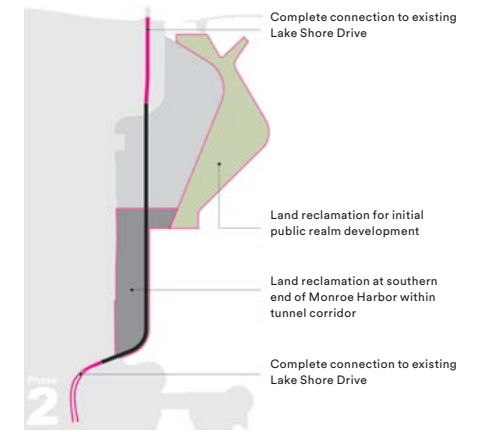 Complete connection to existing
Lake Shore Drive
Land reclamation for initial
public realm development
Land reclamation at southern
end of Monroe Harbor within
tunnel corridor
Complete connection to existing
Lake Shore Drive
Phase
2